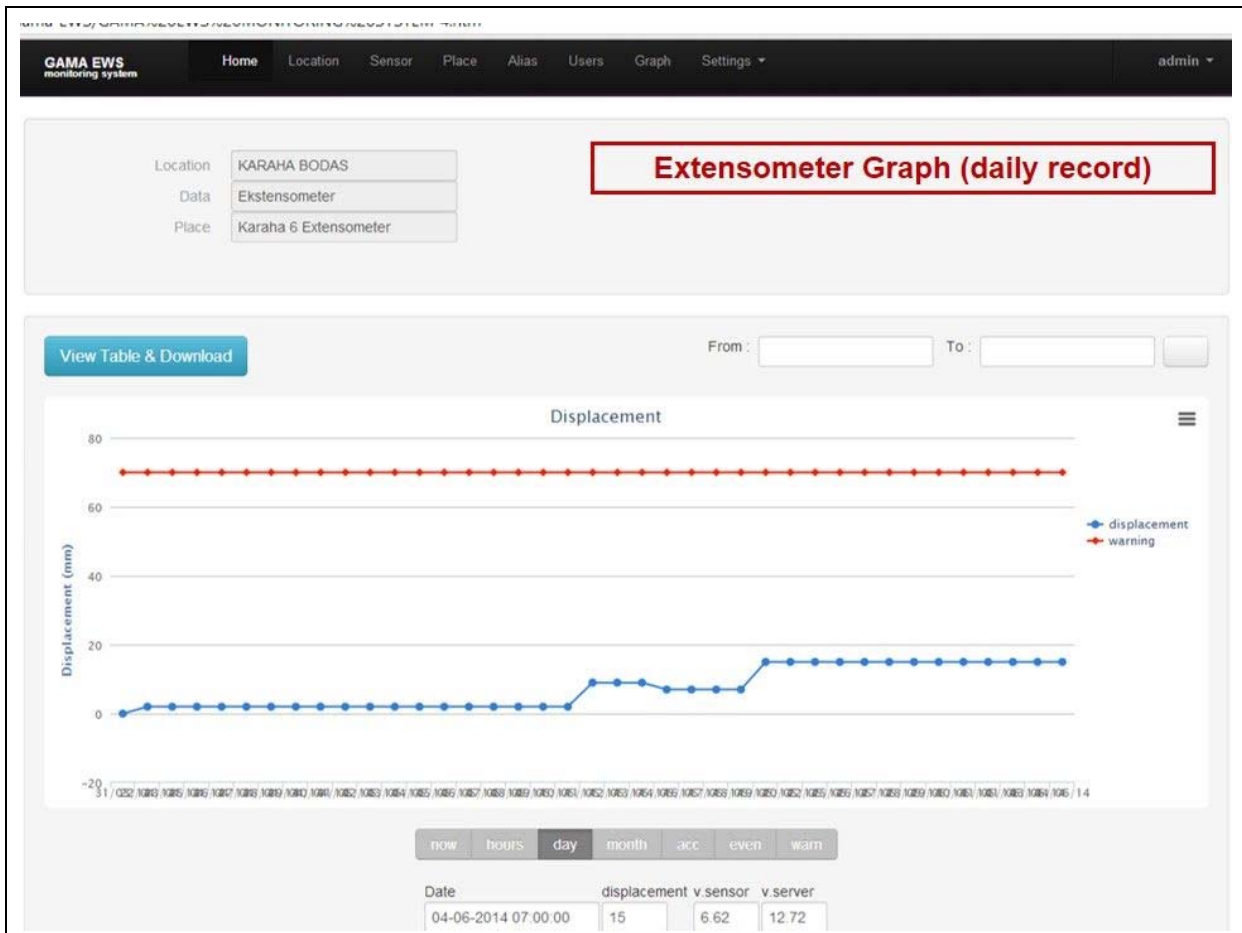 GAMA EWS
monitoring system
Home Location Sensor Place Alias Users Graph Settings
admin
Location KARAHA BODAS
Data Ekstensometer
Place Karaha 6 Extensometer
Extensometer Graph (daily record)
View Table & Download
From :
To :
Displacement
80
60
40
20
0
-20
Displacement (mm)
displacement
warning
now hours day month acc even warn
Date displacement v.sensor v.server
04-06-2014 07:00:00 15 6.62 12.72